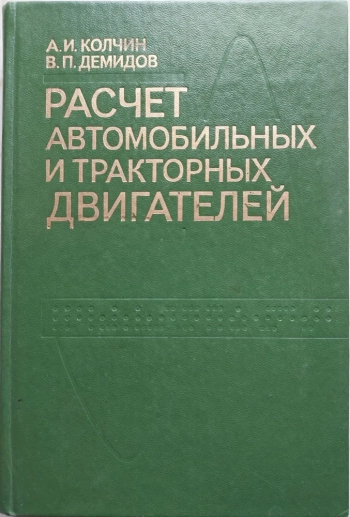 А.И. КОЛЧИН
В.П. ДЕМИДОВ
РАСЧЕТ
АВТОМОБИЛЬНЫХ
И ТРАКТОРНЫХ
ДВИГАТЕЛЕЙ